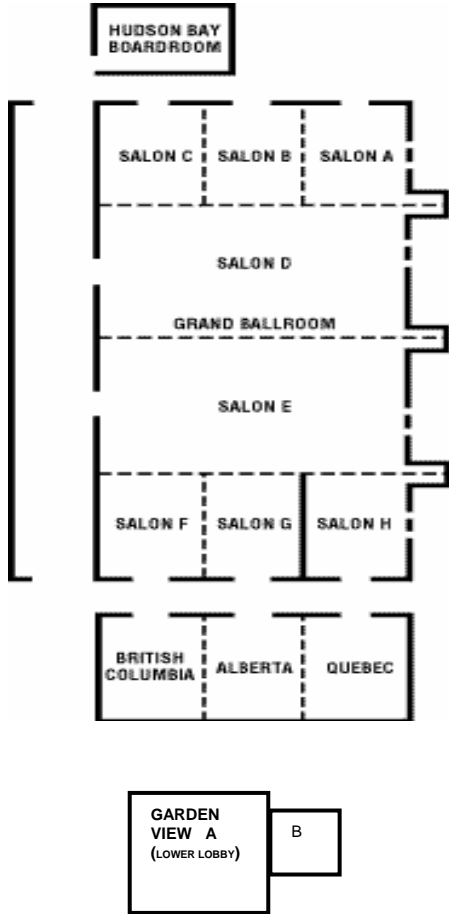 HUDSON BAY
BOARDROOM
SALON C
SALON B
SALON A
SALON D
GRAND BALLROOM
SALON E
SALON F
SALON G
SALON H
BRITISH
COLUMBIA
ALBERTA
QUEBEC
GARDEN
VIEW A
(LOWER LOBBY)
B